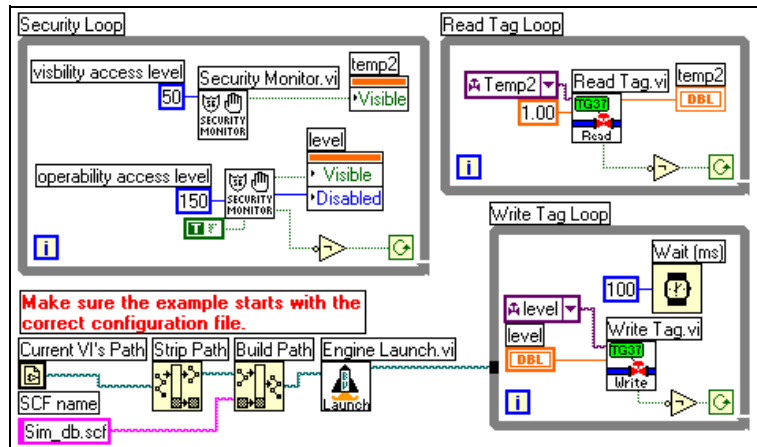 Security Loop
visbility access level
50
Security Monitor.vi
SECURITY
MONITOR
temp2
Visible
operability access level
150
T F
SECURITY
MONITOR
level
Visible
Disabled
i
Read Tag Loop
Temp2
1.00
Read Tag.vi
TG37
Read
temp2
DBL
i
Write Tag Loop
Wait (ms)
100
level
level
DBL
Write Tag.vi
TG37
Write
i
Make sure the example starts with the
correct configuration file.
Current VI's Path
Strip Path
Build Path
Engine Launch.vi
Launch
SCF name
Sim_db.scf